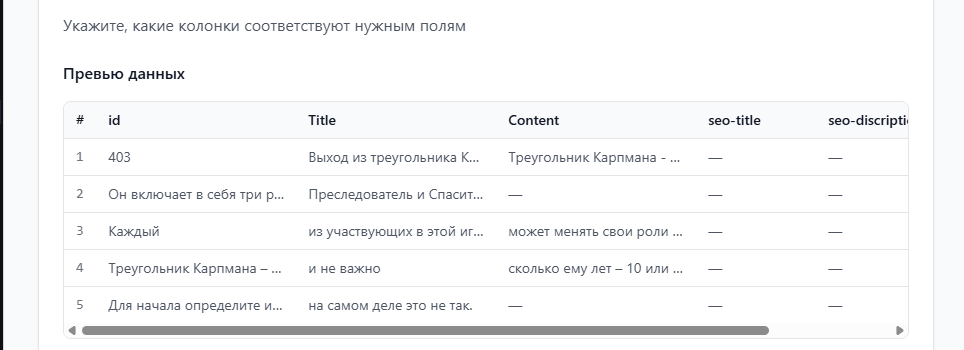 Укажите, какие колонки соответствуют нужным полям
Превью данных
# id Title Content seo-title seo-discripti
1 403 Выход из треугольника К... Треугольник Карпмана - ... — —
2 Он включает в себя три р... Преследователь и Спасит... — — —
3 Каждый из участвующих в этой иг... может менять свои роли ... — —
4 Треугольник Карпмана – ... и не важно сколько ему лет – 10 или ... — —
5 Для начала определите и... на самом деле это не так. — — —